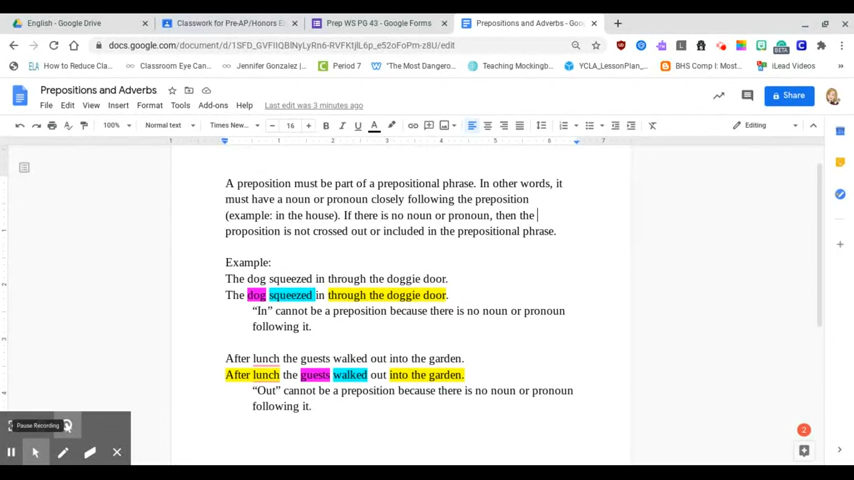 English - Google Drive
Classwork for Pre-AP/Honors E
Prep WS PG 43 - Google Forms
Prepositions and Adverbs - Goo
docs.google.com/document/d/1SFD_GVFIIQBlNyLyRn6-RVFKtjlL6p_e52oFoPm-z8U/edit
How to Reduce Cla...
Classroom Eye Can...
Jennifer Gonzalez |...
Period 7
'The Most Dangero...
Teaching Mockingb...
YCLA_LessonPlan_...
BHS Comp I: Most...
iLead Videos
Prepositions and Adverbs
File Edit View Insert Format Tools Add-ons Help Last edit was 3 minutes ago
Share
100% Normal text Times New... 16 B I U A Editing
A preposition must be part of a prepositional phrase. In other words, it
must have a noun or pronoun closely following the preposition
(example: in the house). If there is no noun or pronoun, then the
proposition is not crossed out or included in the prepositional phrase.
Example:
The dog squeezed in through the doggie door.
The dog squeezed in through the doggie door.
“In” cannot be a preposition because there is no noun or pronoun
following it.
After lunch the guests walked out into the garden.
After lunch the guests walked out into the garden.
“Out” cannot be a preposition because there is no noun or pronoun
following it.
Pause Recording
2